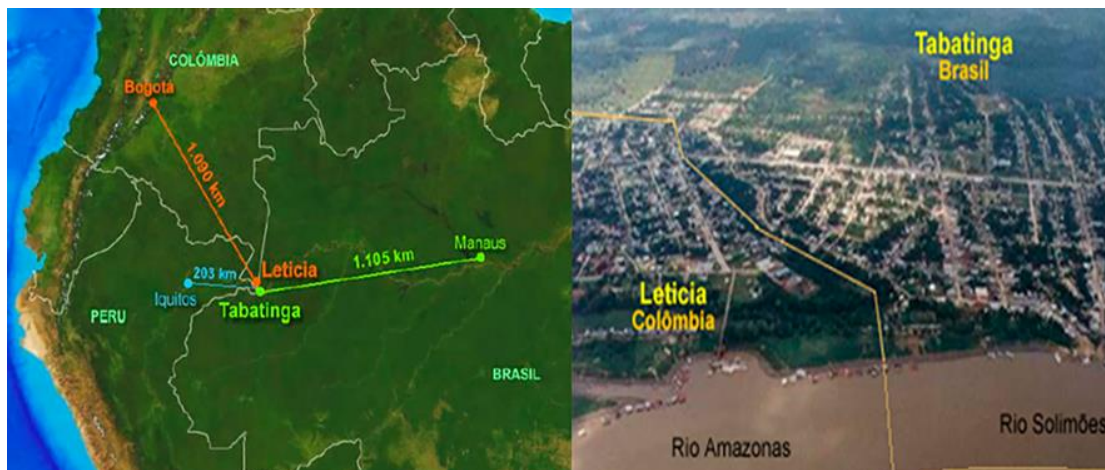 COLÓMBIA
Bogotá
1.090 km
Manaus
1.105 km
Leticia
203 km
Iquitos
Tabatinga
PERU
BRASIL
Tabatinga
Brasil
Leticia
Colômbia
Rio Amazonas
Rio Solimões